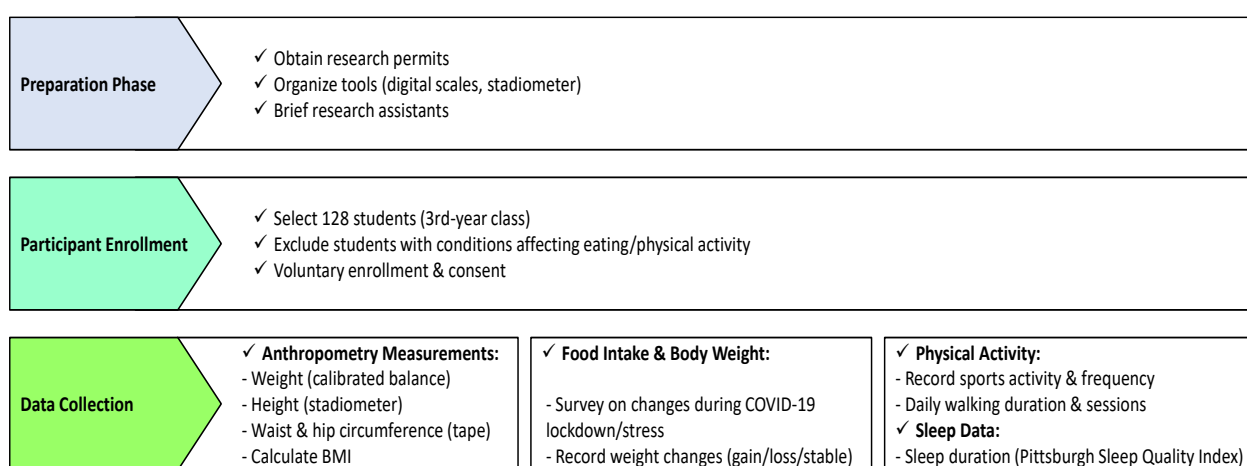 Preparation Phase
✓ Obtain research permits
✓ Organize tools (digital scales, stadiometer)
✓ Brief research assistants
Participant Enrollment
✓ Select 128 students (3rd-year class)
✓ Exclude students with conditions affecting eating/physical activity
✓ Voluntary enrollment & consent
Data Collection
✓ Anthropometry Measurements:
- Weight (calibrated balance)
- Height (stadiometer)
- Waist & hip circumference (tape)
- Calculate BMI
✓ Food Intake & Body Weight:
- Survey on changes during COVID-19
lockdown/stress
- Record weight changes (gain/loss/stable)
✓ Physical Activity:
- Record sports activity & frequency
- Daily walking duration & sessions
✓ Sleep Data:
- Sleep duration (Pittsburgh Sleep Quality Index)